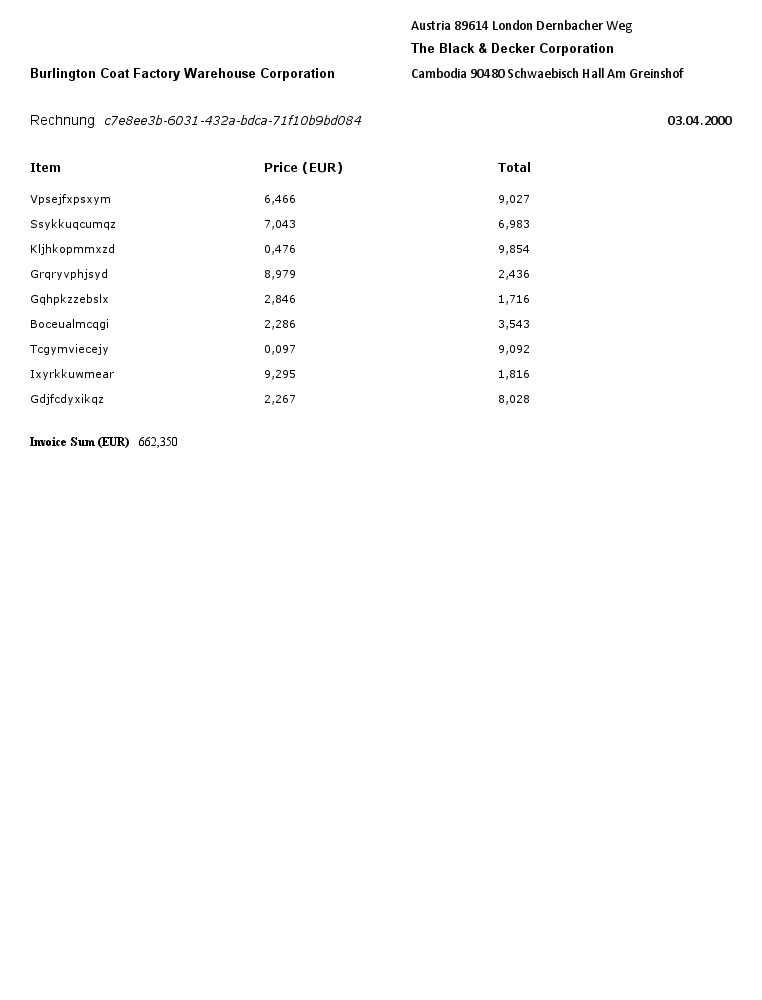 Austria 89614 London Dernbacher Weg
The Black & Decker Corporation
Burlington Coat Factory Warehouse Corporation Cambodia 90480 Schwaebisch Hall Am Greinshof
Rechnung c7e8ee3b-6031-432a-bdca-71f10b9bd084 03.04.2000
Item Price (EUR) Total
Vpsejfxpsxym 6,466 9,027
Ssykkuqcumqz 7,043 6,983
Kljhkopmmxzd 0,476 9,854
Grqryvphjsyd 8,979 2,436
Gqhpkzzebslx 2,846 1,716
Boceualmcqgi 2,286 3,543
Tcgymviecejy 0,097 9,092
Ixyrkkuwmear 9,295 1,816
Gdjfcdyxikqz 2,267 8,028
Invoice Sum (EUR) 662,350